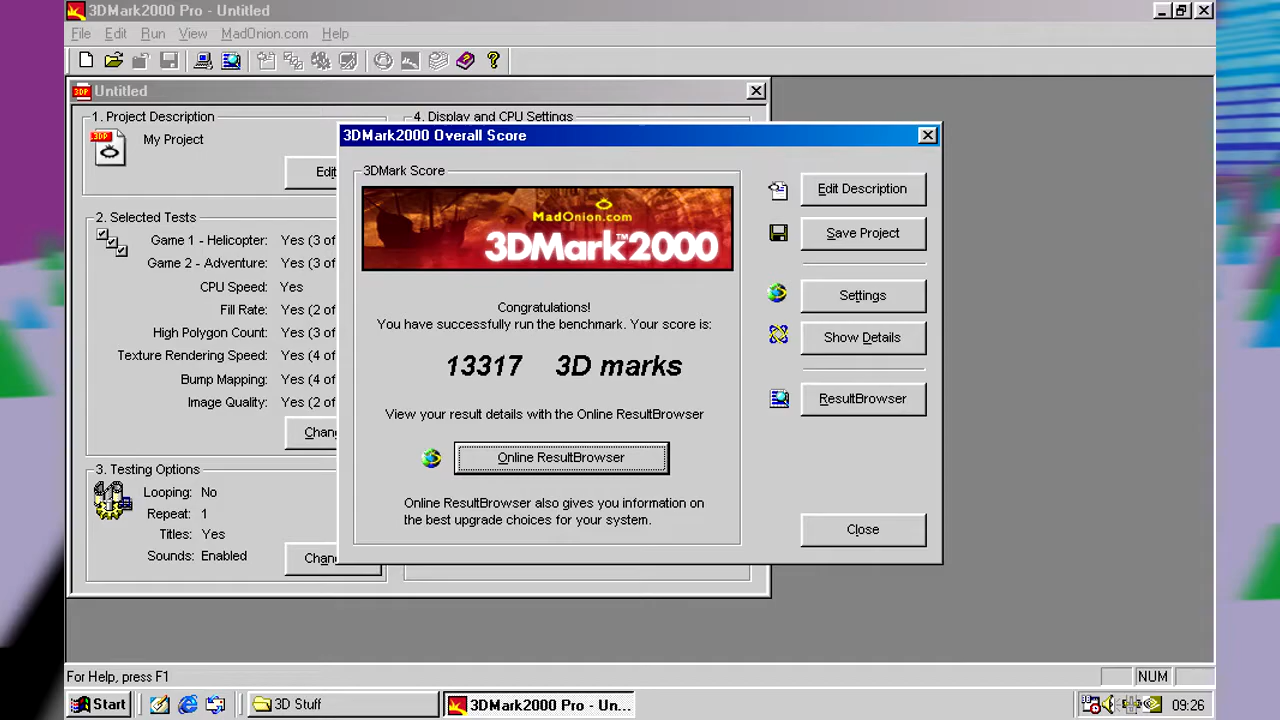 3DMark2000 Pro - Untitled
File Edit Run View MadOnion.com Help
Untitled
1. Project Description
My Project
Edit
2. Selected Tests
Game 1 - Helicopter: Yes (3 of
Game 2 - Adventure: Yes (3 of
CPU Speed: Yes
Fill Rate: Yes (2 of
High Polygon Count: Yes (3 of
Texture Rendering Speed: Yes (4 of
Bump Mapping: Yes (4 of
Image Quality: Yes (2 of
Chang
3. Testing Options
Looping: No
Repeat: 1
Titles: Yes
Sounds: Enabled
Chang
4. Display and CPU Settings
3DMark2000 Overall Score
3DMark Score
MadOnion.com
3DMark™2000
Congratulations!
You have successfully run the benchmark. Your score is:
13317 3D marks
View your result details with the Online ResultBrowser
Online ResultBrowser
Online ResultBrowser also gives you information on
the best upgrade choices for your system.
Edit Description
Save Project
Settings
Show Details
ResultBrowser
Close
For Help, press F1
NUM
Start
3D Stuff
3DMark2000 Pro - Un...
09:26